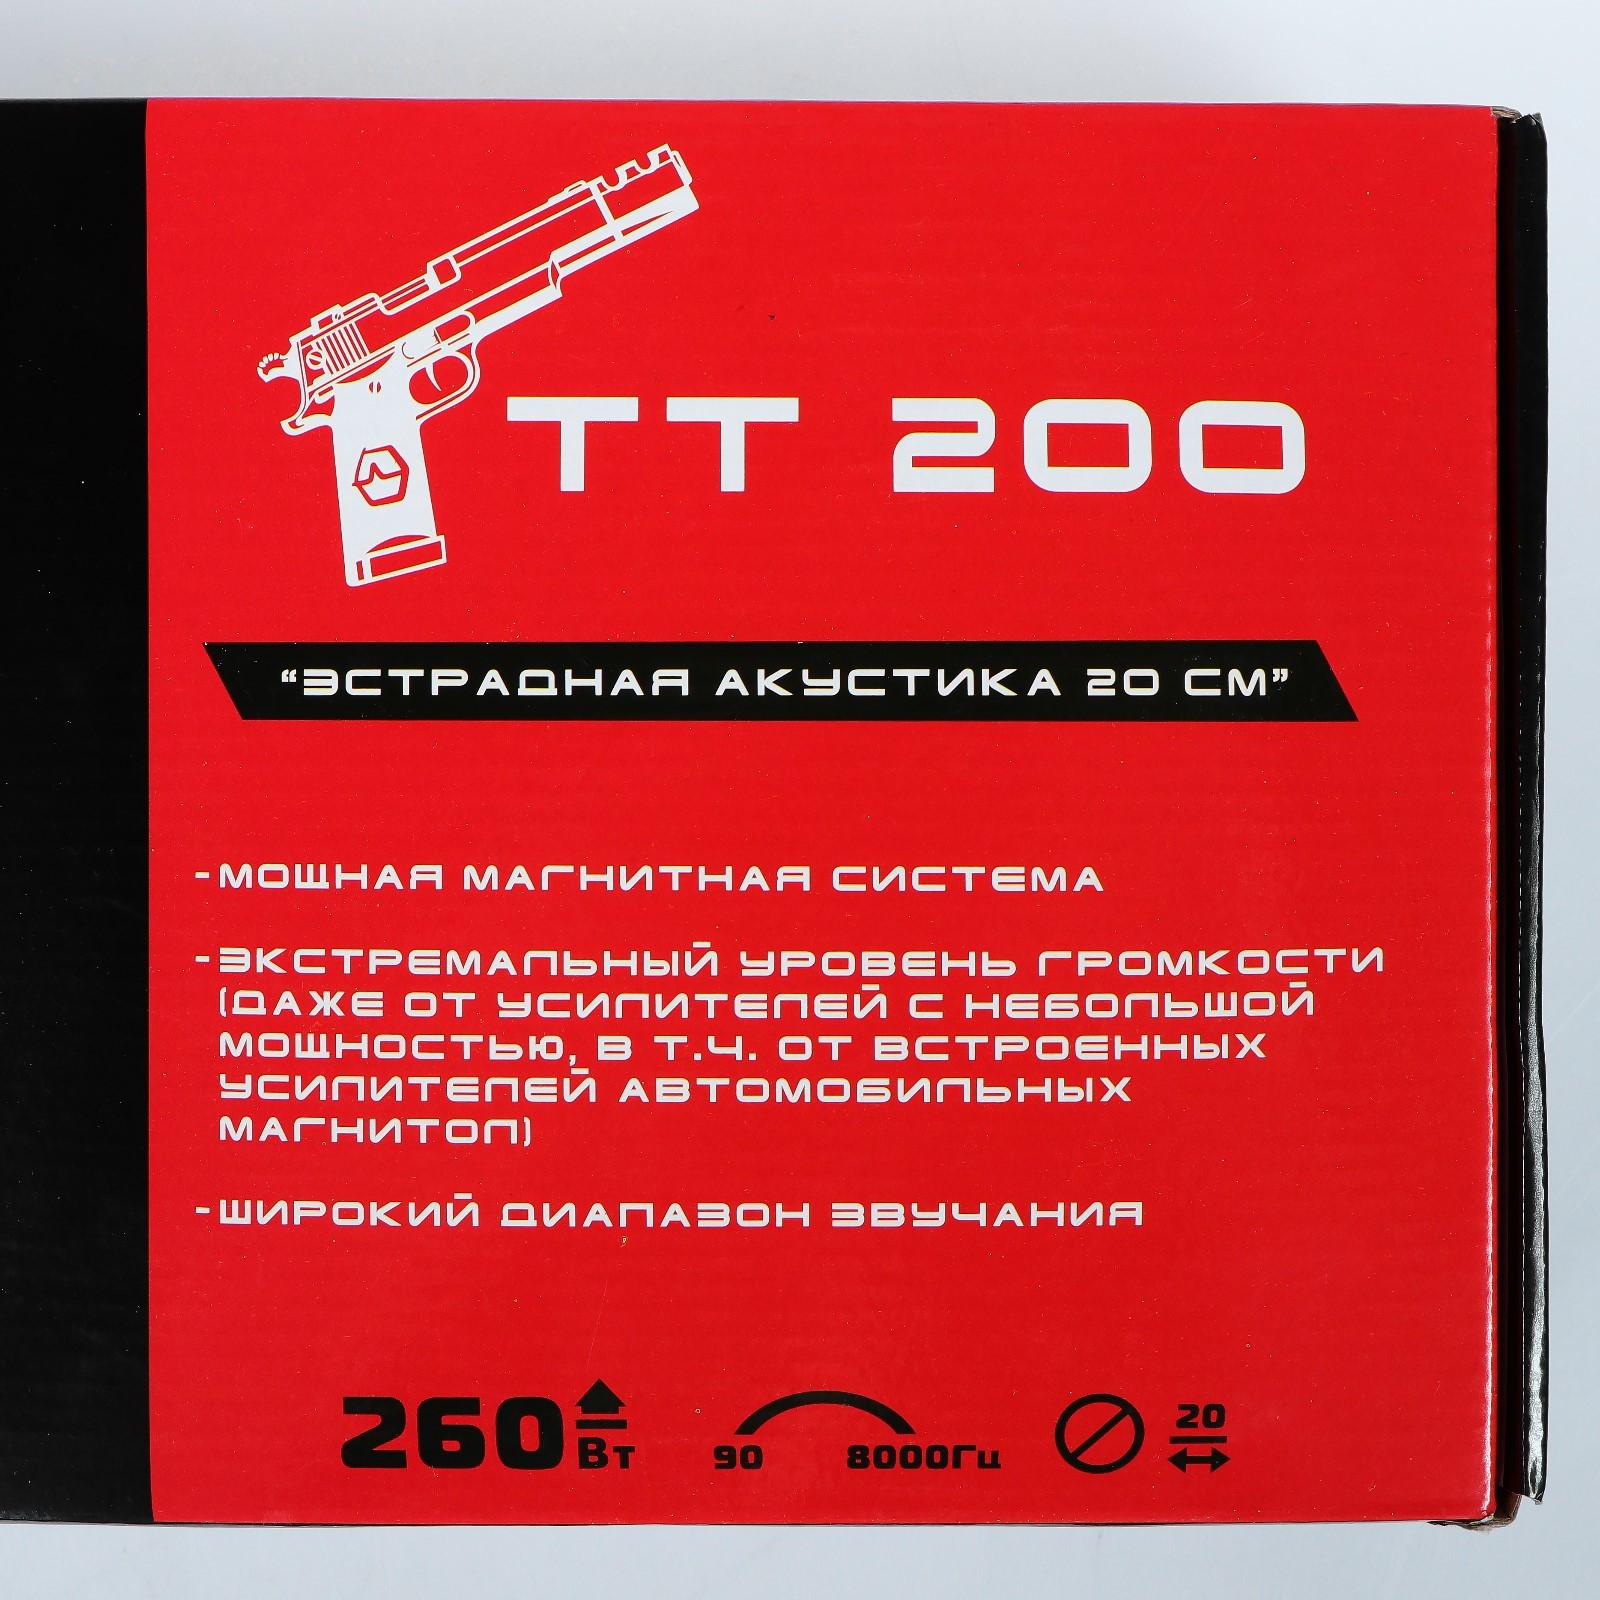 ТТ 200
“ЭСТРАДНАЯ АКУСТИКА 20 СМ”
-МОЩНАЯ МАГНИТНАЯ СИСТЕМА
-ЭКСТРЕМАЛЬНЫЙ УРОВЕНЬ ГРОМКОСТИ
(ДАЖЕ ОТ УСИЛИТЕЛЕЙ С НЕБОЛЬШОЙ
МОЩНОСТЬЮ, В Т.Ч. ОТ ВСТРОЕННЫХ
УСИЛИТЕЛЕЙ АВТОМОБИЛЬНЫХ
МАГНИТОЛ)
-ШИРОКИЙ ДИАПАЗОН ЗВУЧАНИЯ
260 Вт
90 8000Гц
20